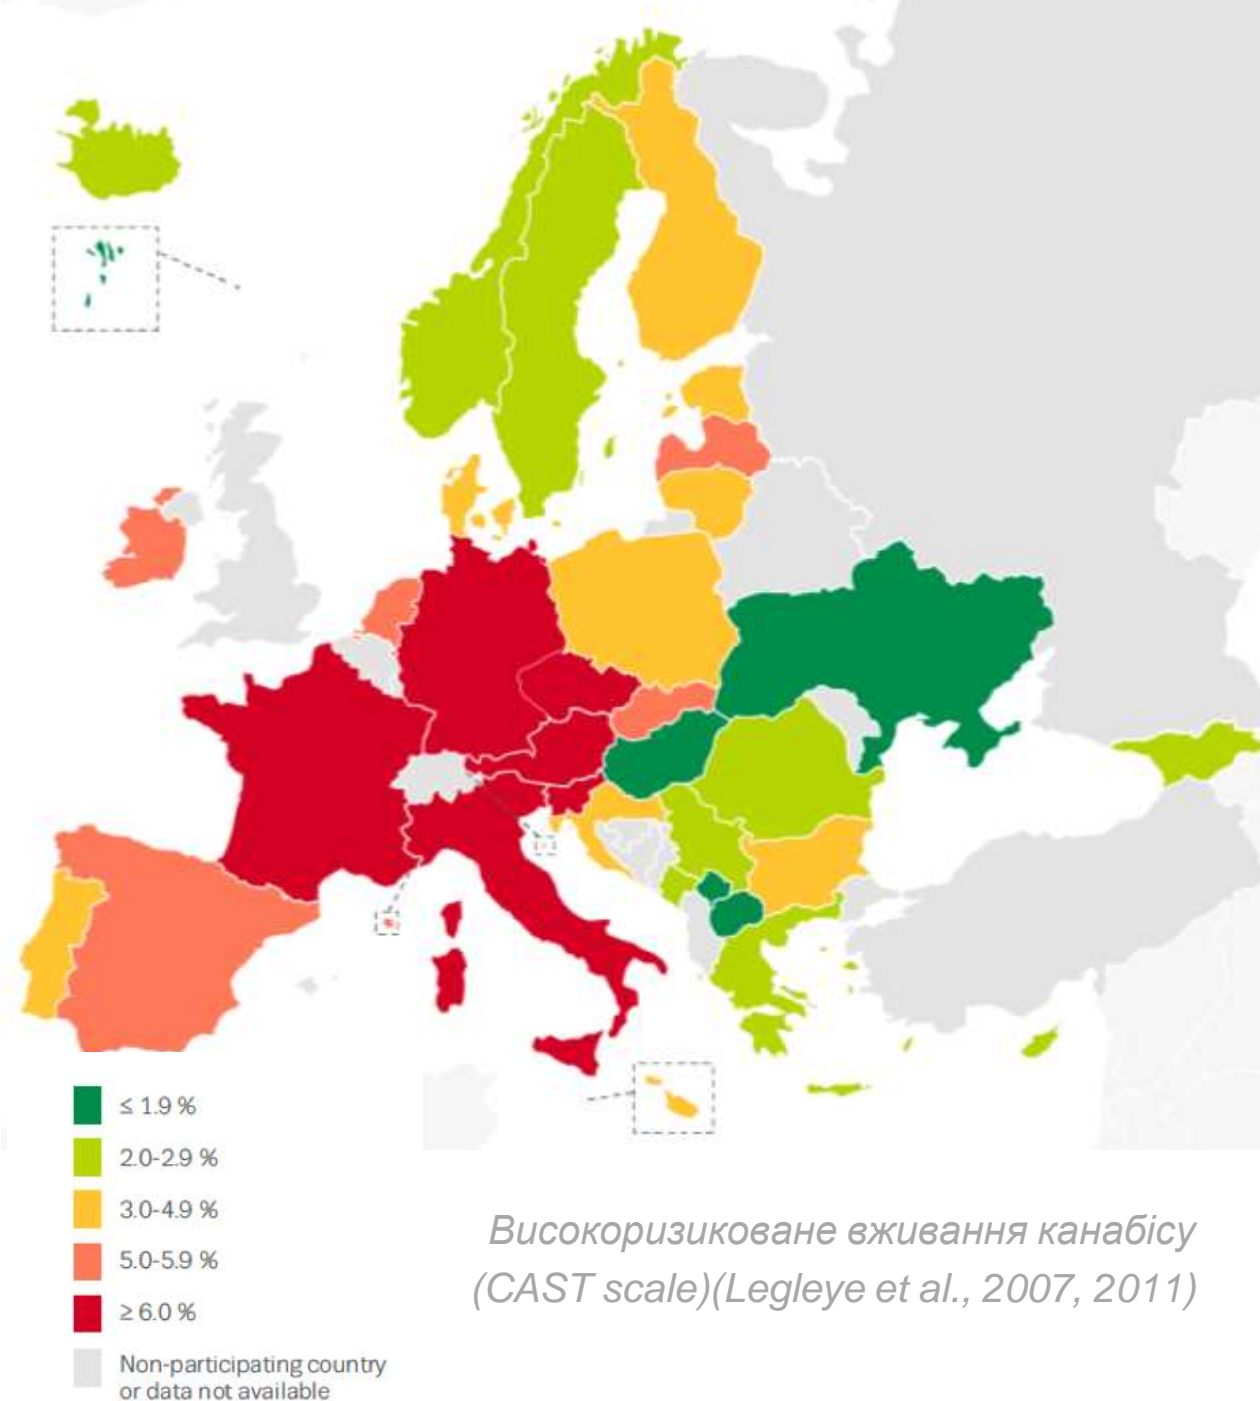 ≤ 1.9 %
2.0-2.9 %
3.0-4.9 %
5.0-5.9 %
≥ 6.0 %
Non-participating country
or data not available
Високоризиковане вживання канабісу
(CAST scale)(Legleye et al., 2007, 2011)